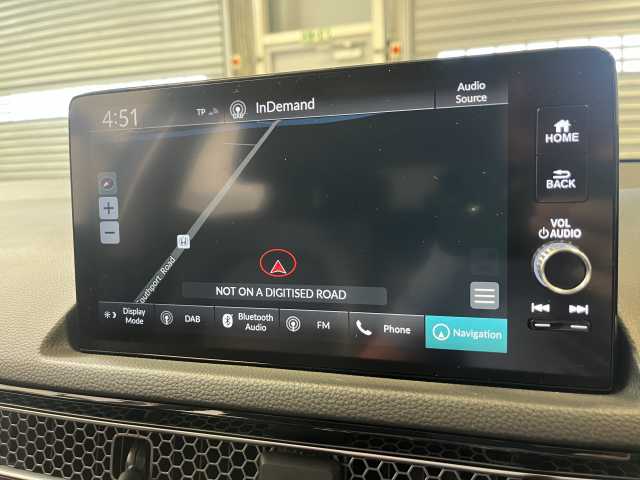 4:51
TP
InDemand
Audio
Source
HOME
BACK
VOL
AUDIO
+
−
H
Road
NOT ON A DIGITISED ROAD
Display
Mode
DAB
Bluetooth
Audio
FM
Phone
Navigation